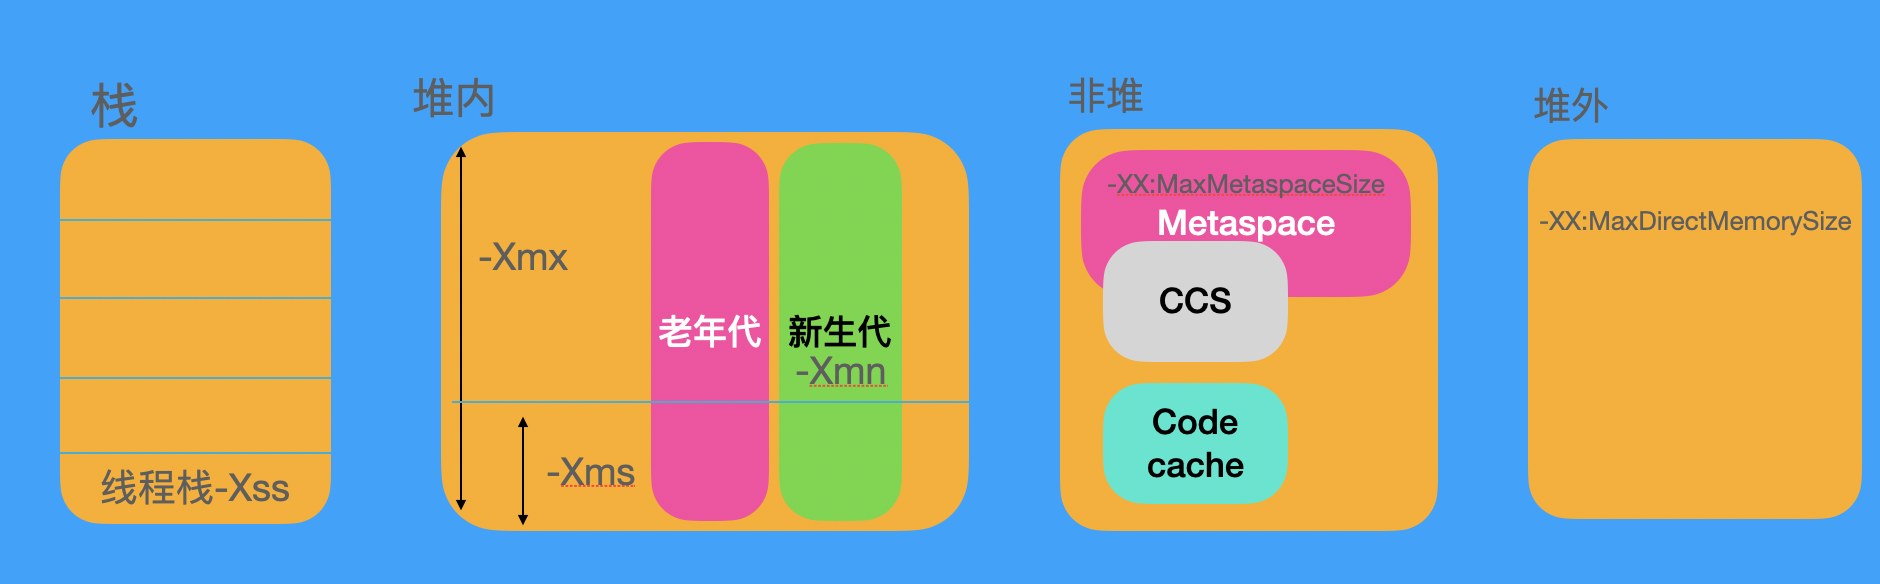 栈
线程栈-Xss
堆内
-Xmx
-Xms
老年代
新生代
-Xmn
非堆
-XX:MaxMetaspaceSize
Metaspace
CCS
Code
cache
堆外
-XX:MaxDirectMemorySize